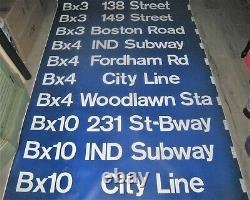 Bx3 138 Street
Bx3 149 Street
Bx3 Boston Road
Bx4 IND Subway
Bx4 Fordham Rd
Bx4 City Line
Bx4 Woodlawn Sta
Bx10 231 St-Bway
Bx10 IND Subway
Bx10 City Line